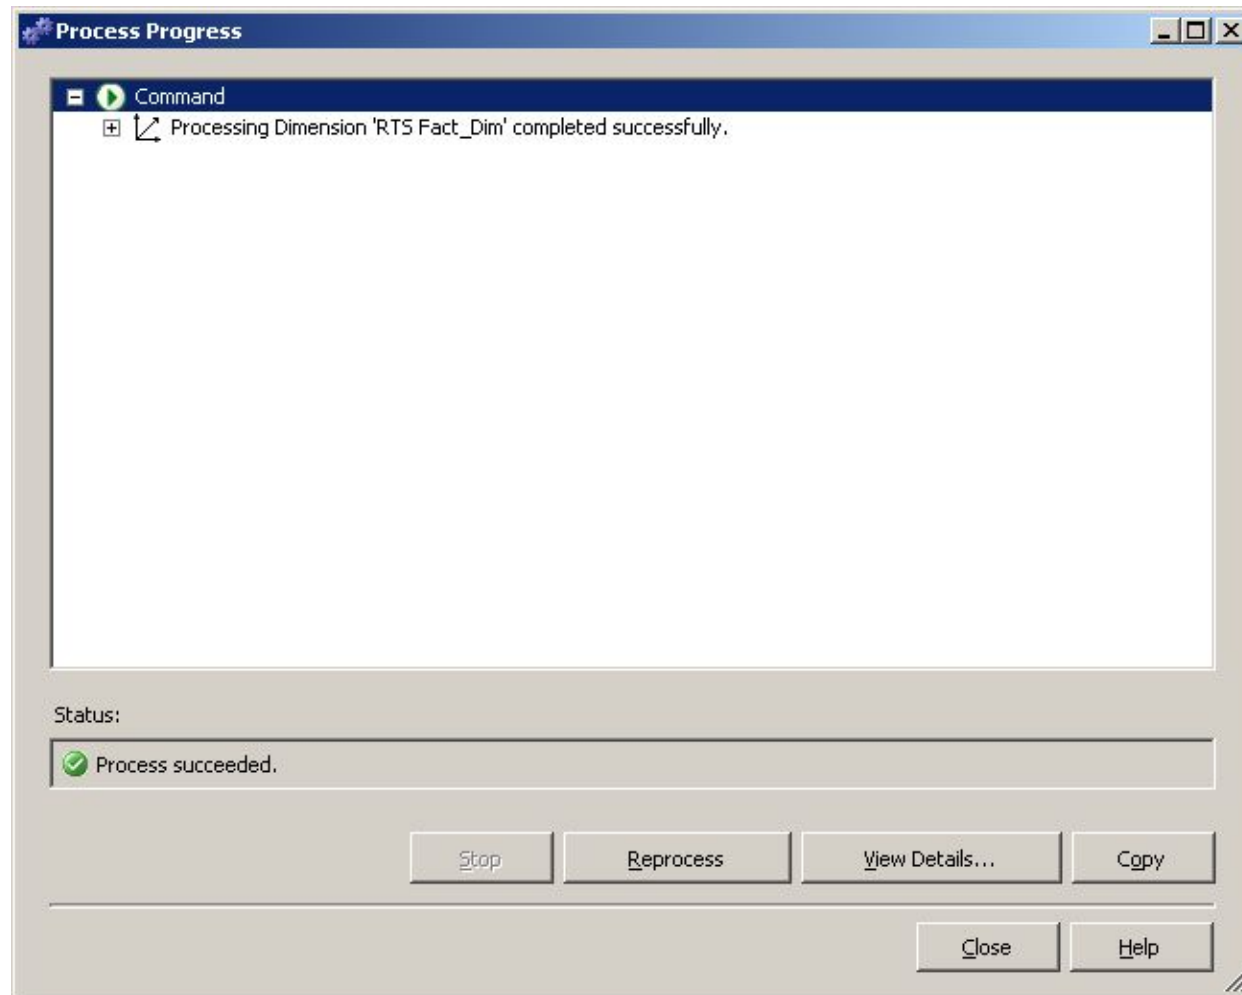 Process Progress
Command
Processing Dimension 'RTS Fact_Dim' completed successfully.
Status:
Process succeeded.
Stop Reprocess View Details... Copy
Close Help